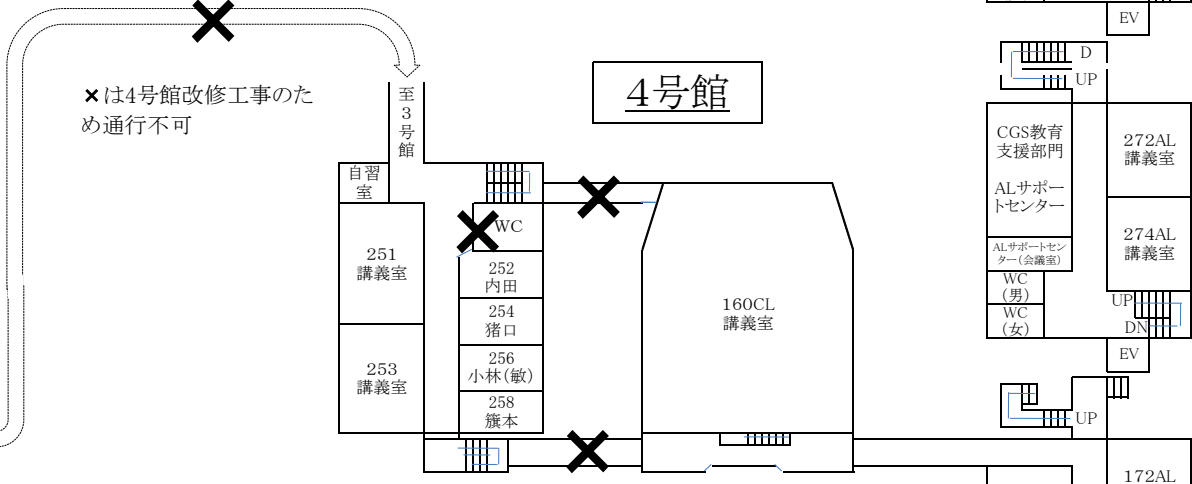 EV
D
UP
4号館
×は4号館改修工事のた
め通行不可
至
3
号
館
自習
室
WC
251
講義室
252
内田
254
猪口
256
小林(敏)
253
講義室
258
籏本
160CL
講義室
CGS教育
支援部門
ALサポー
トセンター
272AL
講義室
274AL
講義室
ALサポートセン
ター(会議室)
WC
(男)
WC
(女)
UP
DN
EV
UP
172AL